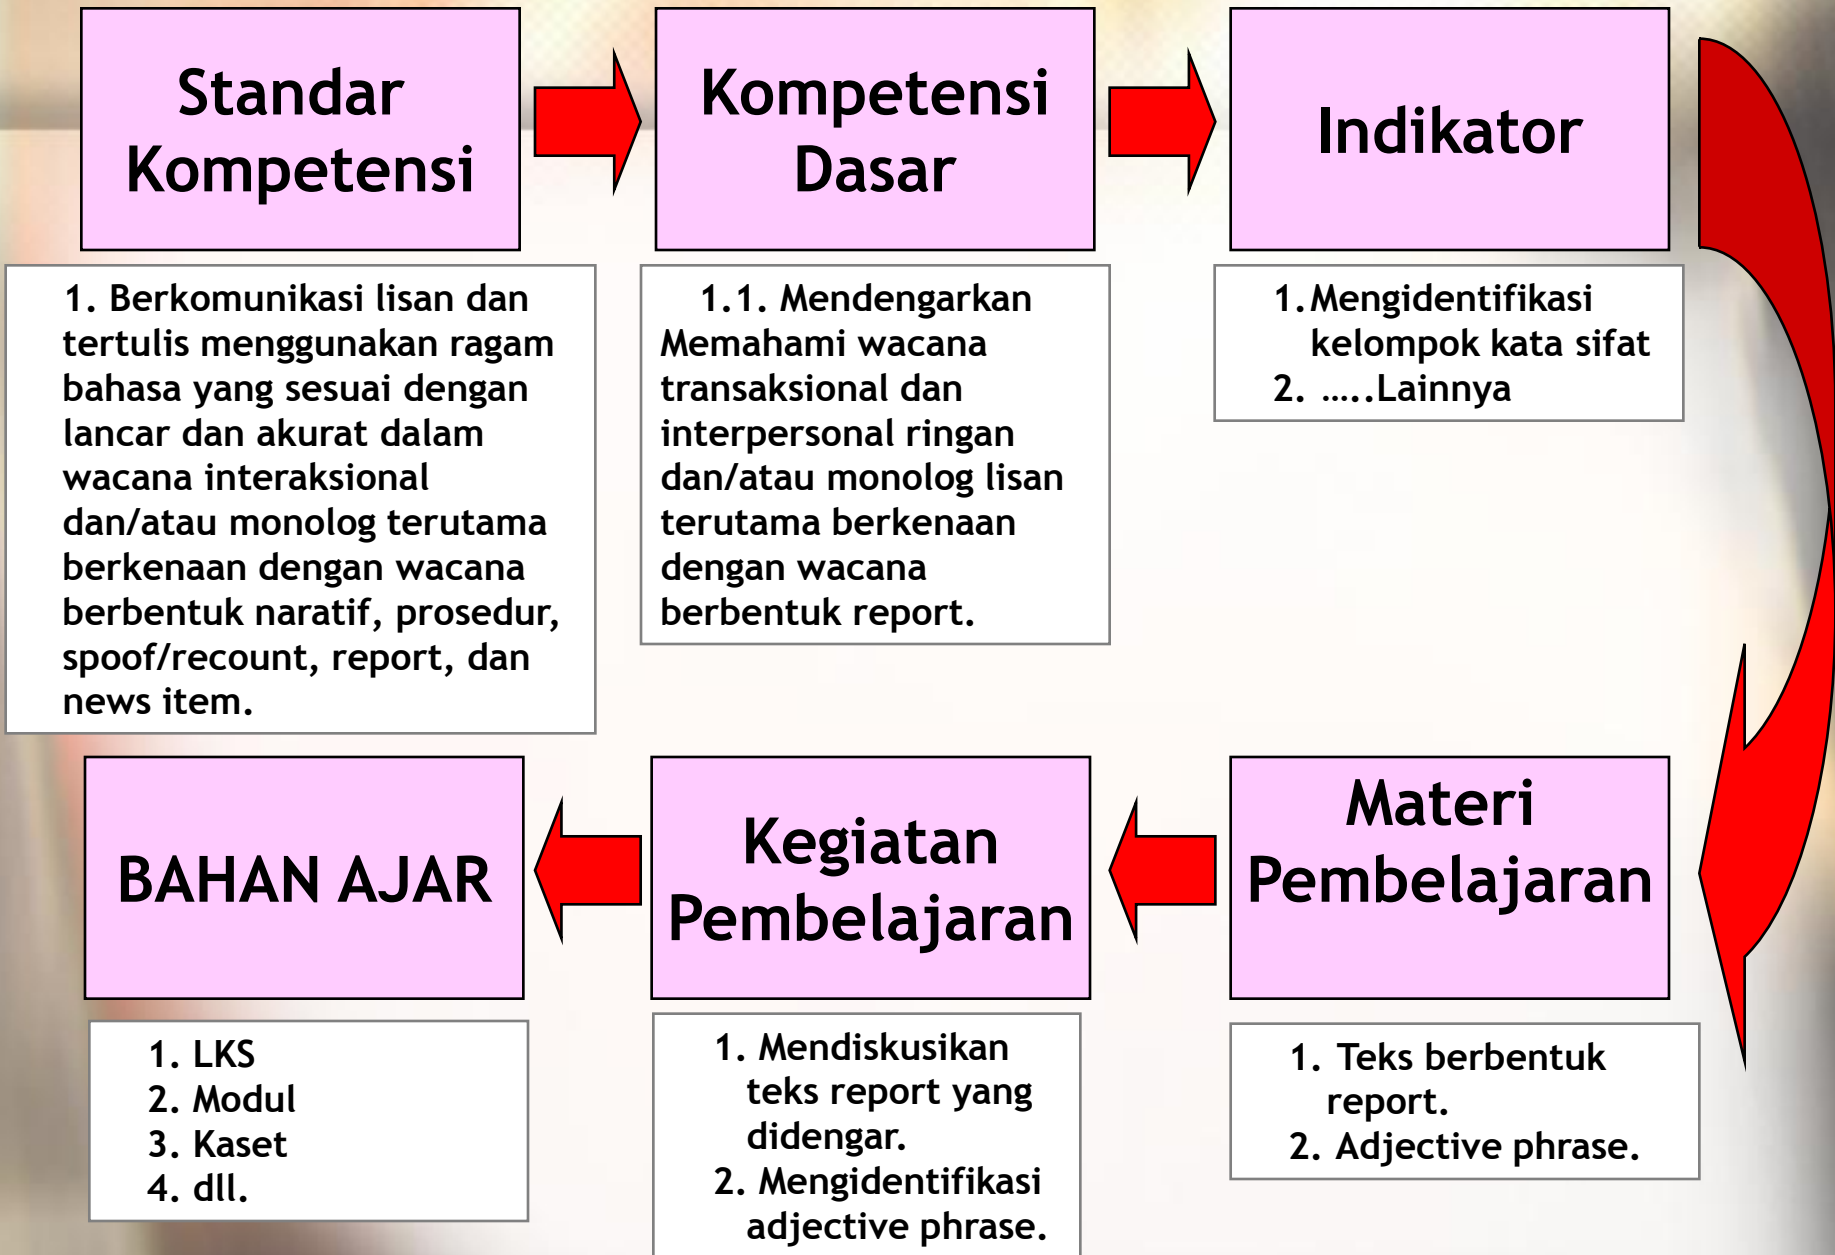 Standar
Kompetensi
1. Berkomunikasi lisan dan
tertulis menggunakan ragam
bahasa yang sesuai dengan
lancar dan akurat dalam
wacana interaksional
dan/atau monolog terutama
berkenaan dengan wacana
berbentuk naratif, prosedur,
spoof/recount, report, dan
news item.
Kompetensi
Dasar
1.1. Mendengarkan
Memahami wacana
transaksional dan
interpersonal ringan
dan/atau monolog lisan
terutama berkenaan
dengan wacana
berbentuk report.
Indikator
1.Mengidentifikasi
kelompok kata sifat
2. …..Lainnya
Materi
Pembelajaran
1. Teks berbentuk
report.
2. Adjective phrase.
Kegiatan
Pembelajaran
1. Mendiskusikan
teks report yang
didengar.
2. Mengidentifikasi
adjective phrase.
BAHAN AJAR
1. LKS
2. Modul
3. Kaset
4. dll.